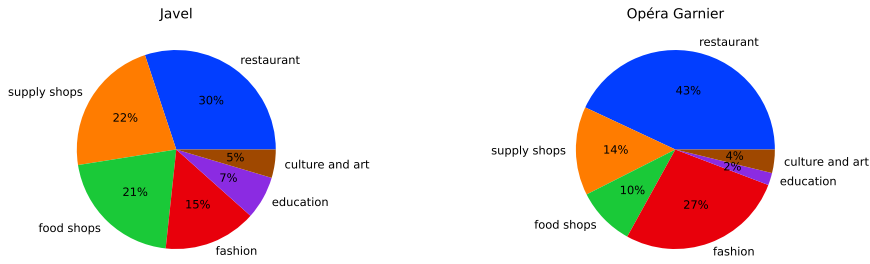 Javel
restaurant
30%
supply shops
22%
food shops
21%
fashion
15%
education
7%
culture and art
5%
Opéra Garnier
restaurant
43%
supply shops
14%
food shops
10%
fashion
27%
education
2%
culture and art
4%